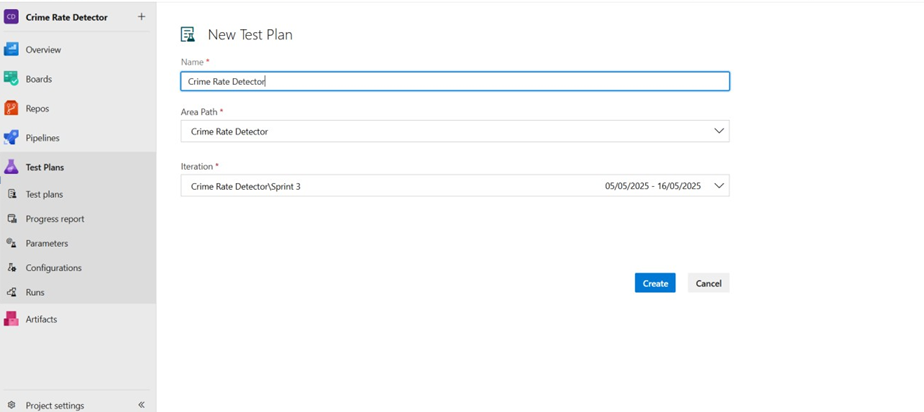 CD Crime Rate Detector +
Overview
Boards
Repos
Pipelines
Test Plans
Test plans
Progress report
Parameters
Configurations
Runs
Artifacts
Project settings
New Test Plan
Name *
Crime Rate Detector
Area Path *
Crime Rate Detector
Iteration *
Crime Rate Detector\Sprint 3 05/05/2025 - 16/05/2025
Create Cancel